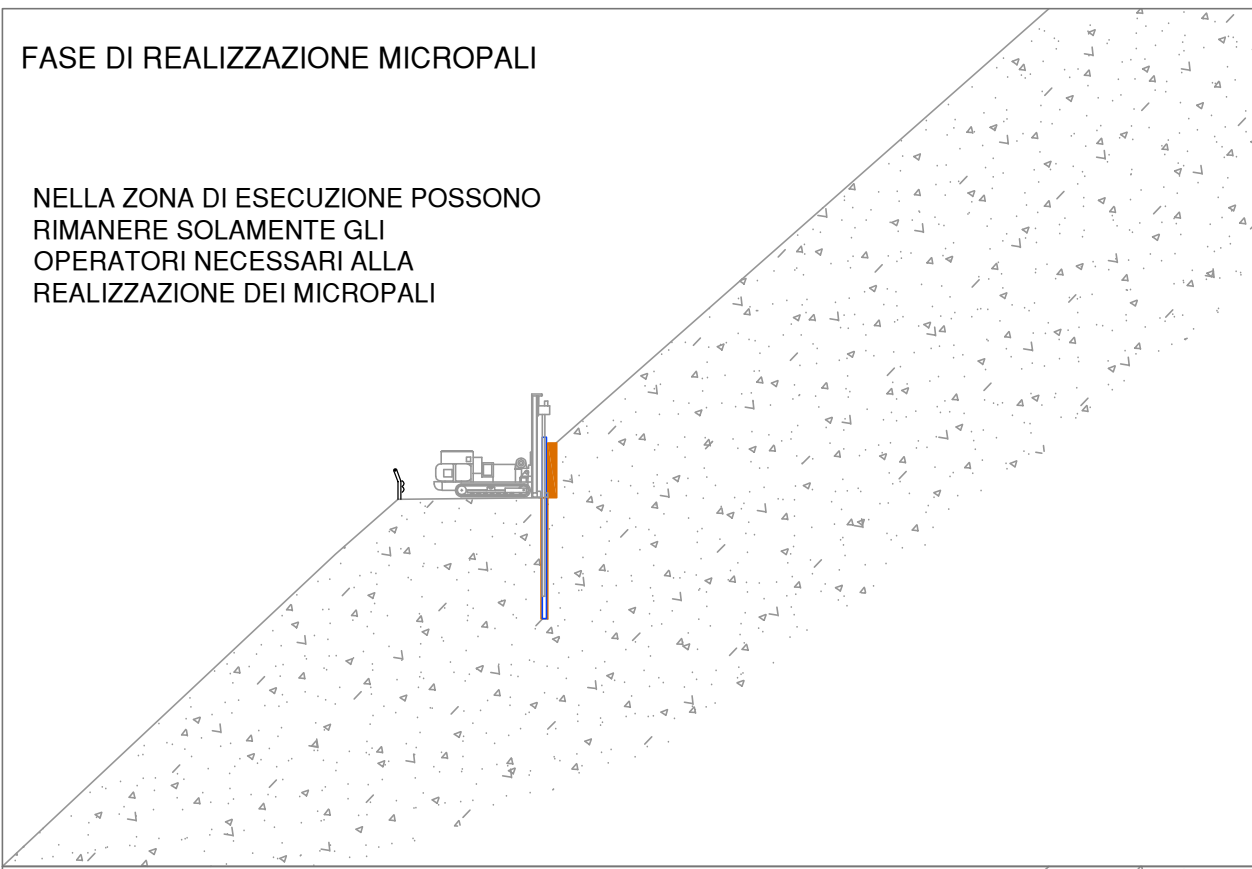 FASE DI REALIZZAZIONE MICROPALI
NELLA ZONA DI ESECUZIONE POSSONO
RIMANERE SOLAMENTE GLI
OPERATORI NECESSARI ALLA
REALIZZAZIONE DEI MICROPALI